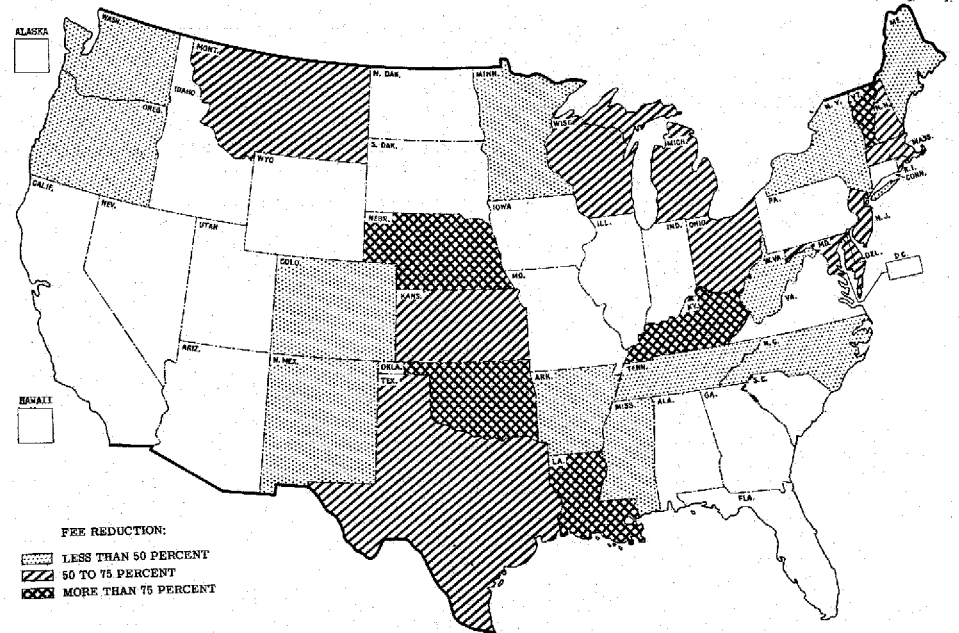 WASH.
ALASKA
MONT.
N. DAK.
MINN.
ME.
IDAHO
OREG.
WISC.
MICH.
N. Y.
V T.
N.H.
MASS.
R.I.
CONN.
S. DAK.
WYO
CALIF.
NEV.
UTAH
NEBR.
IOWA
ILL.
IND.
OHIO
PA.
N. J.
W.VA
MD.
DEL.
D C.
COLO.
KANS.
MO.
KY.
VA.
ARIZ.
N. MEX.
OKLA.
TEX.
ARK.
TENN.
N. C.
S. C.
HAWAII
MISS.
ALA.
GA.
LA.
FLA.
FEE REDUCTION:
LESS THAN 50 PERCENT
50 TO 75 PERCENT
MORE THAN 75 PERCENT